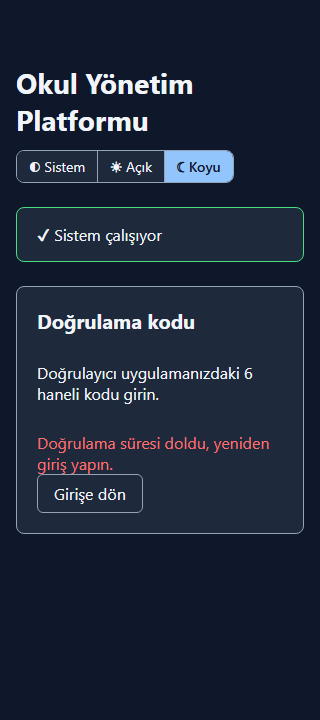 Okul Yönetim
Platformu
◐ Sistem ☀ Açık ☾ Koyu
✓ Sistem çalışıyor
Doğrulama kodu
Doğrulayıcı uygulamanızdaki 6
haneli kodu girin.
Doğrulama süresi doldu, yeniden
giriş yapın.
Girişe dön